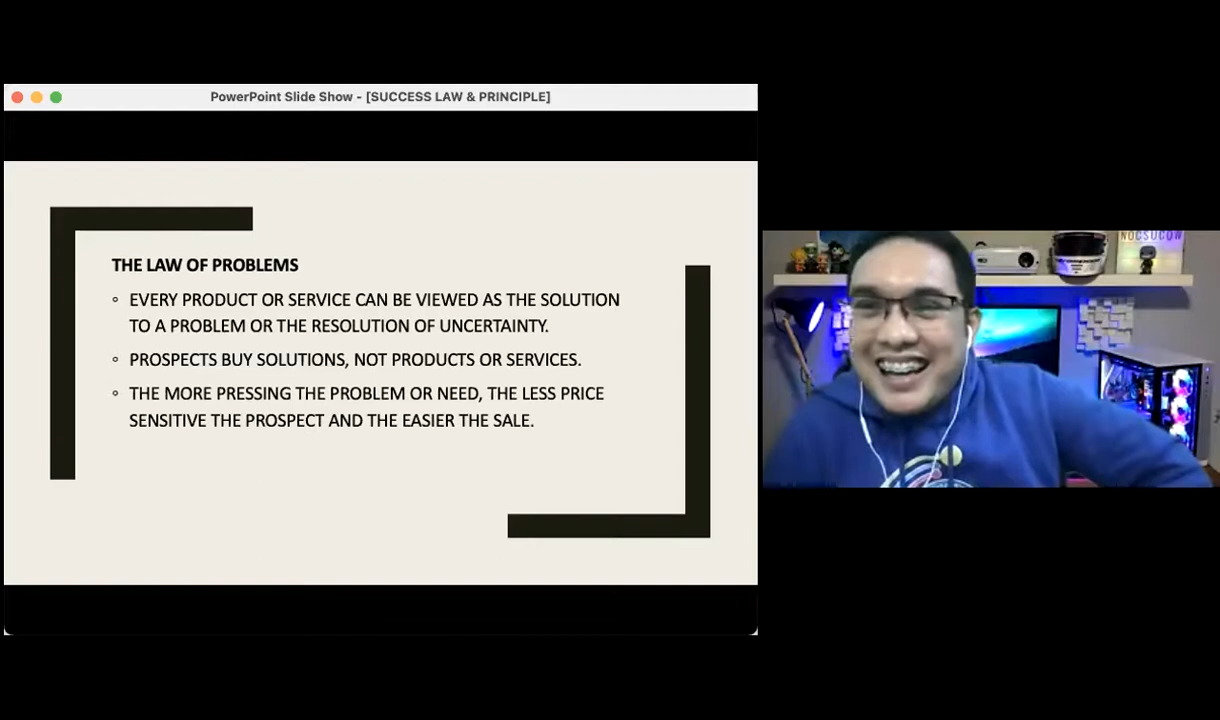 PowerPoint Slide Show - [SUCCESS LAW & PRINCIPLE]
THE LAW OF PROBLEMS
◦ EVERY PRODUCT OR SERVICE CAN BE VIEWED AS THE SOLUTION
TO A PROBLEM OR THE RESOLUTION OF UNCERTAINTY.
◦ PROSPECTS BUY SOLUTIONS, NOT PRODUCTS OR SERVICES.
◦ THE MORE PRESSING THE PROBLEM OR NEED, THE LESS PRICE
SENSITIVE THE PROSPECT AND THE EASIER THE SALE.
NOCSUCOW